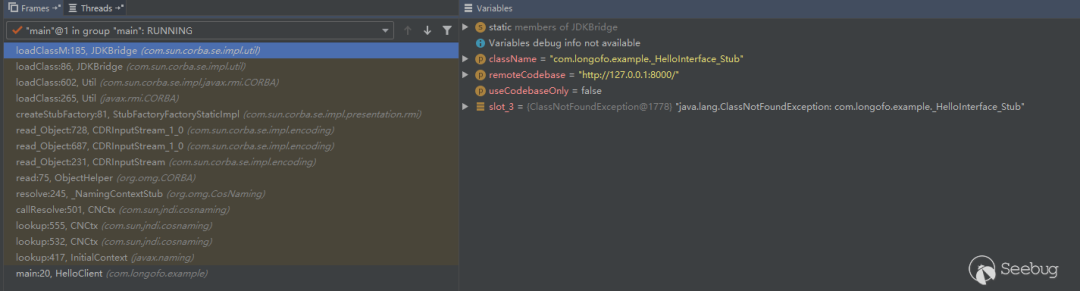 Frames Threads
"main"@1 in group "main": RUNNING
loadClassM:185, JDKBridge (com.sun.corba.se.impl.util)
loadClass:86, JDKBridge (com.sun.corba.se.impl.util)
loadClass:602, Util (com.sun.corba.se.impl.javax.rmi.CORBA)
loadClass:265, Util (javax.rmi.CORBA)
createStubFactory:81, StubFactoryFactoryStaticImpl (com.sun.corba.se.impl.presentation.rmi)
read_Object:728, CDRInputStream_1_0 (com.sun.corba.se.impl.encoding)
read_Object:687, CDRInputStream_1_0 (com.sun.corba.se.impl.encoding)
read_Object:231, CDRInputStream (com.sun.corba.se.impl.encoding)
read:75, ObjectHelper (org.omg.CORBA)
resolve:245, _NamingContextStub (org.omg.CosNaming)
callResolve:501, CNCtx (com.sun.jndi.cosnaming)
lookup:555, CNCtx (com.sun.jndi.cosnaming)
lookup:532, CNCtx (com.sun.jndi.cosnaming)
lookup:417, InitialContext (javax.naming)
main:20, HelloClient (com.longofo.example)
Variables
static members of JDKBridge
Variables debug info not available
className = "com.longofo.example._HelloInterface_Stub"
remoteCodebase = "http://127.0.0.1:8000/"
useCodebaseOnly = false
slot_3 = {ClassNotFoundException@1778} "java.lang.ClassNotFoundException: com.longofo.example._HelloInterface_Stub"
Seebug